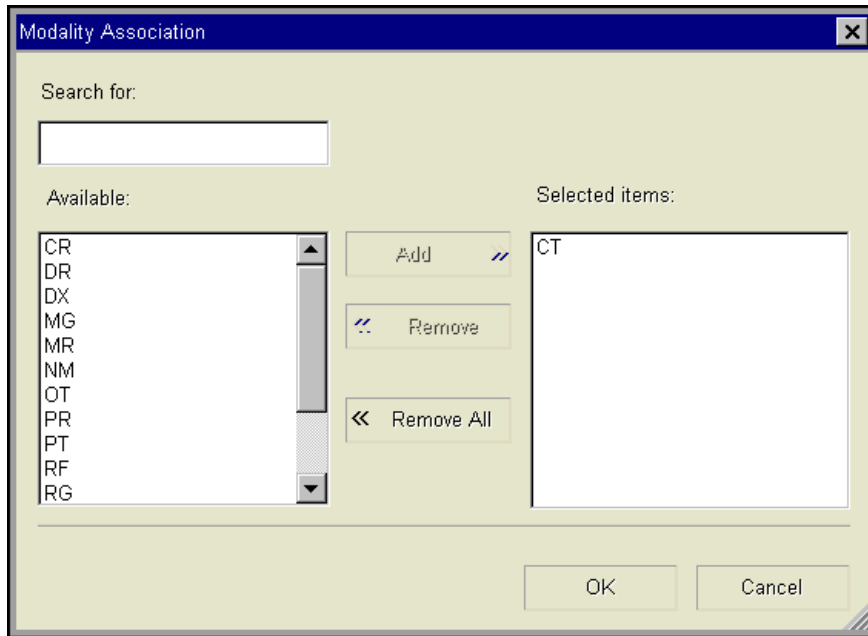 Modality Association
Search for:
Available:
Selected items:
CR
DR
DX
MG
MR
NM
OT
PR
PT
RF
RG
Add
Remove
Remove All
CT
OK
Cancel